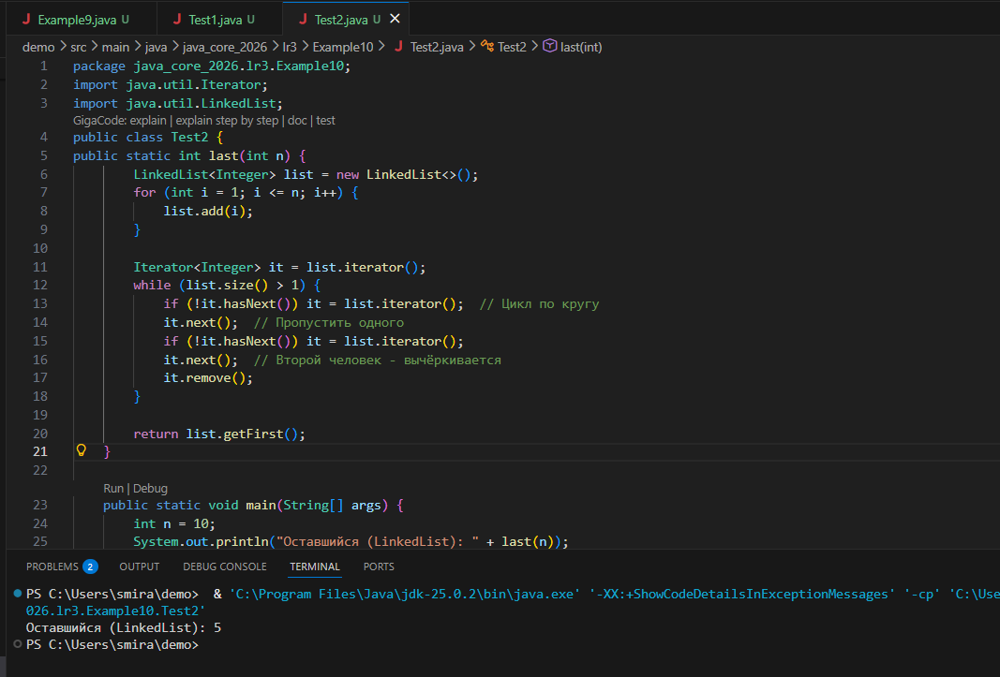 J Example9.java U J Test1.java U J Test2.java U ×
demo > src > main > java > java_core_2026 > lr3 > Example10 > J Test2.java > Test2 > last(int)
1 package java_core_2026.lr3.Example10;
2 import java.util.Iterator;
3 import java.util.LinkedList;
GigaCode: explain | explain step by step | doc | test
4 public class Test2 {
5 public static int last(int n) {
6 LinkedList<Integer> list = new LinkedList<>();
7 for (int i = 1; i <= n; i++) {
8 list.add(i);
9 }
10
11 Iterator<Integer> it = list.iterator();
12 while (list.size() > 1) {
13 if (!it.hasNext()) it = list.iterator(); // Цикл по кругу
14 it.next(); // Пропустить одного
15 if (!it.hasNext()) it = list.iterator();
16 it.next(); // Второй человек - вычёркивается
17 it.remove();
18 }
19
20 return list.getFirst();
21 }
22
Run | Debug
23 public static void main(String[] args) {
24 int n = 10;
25 System.out.println("Оставшийся (LinkedList): " + last(n));
PROBLEMS 2 OUTPUT DEBUG CONSOLE TERMINAL PORTS
PS C:\Users\smira\demo> & 'C:\Program Files\Java\jdk-25.0.2\bin\java.exe' '-XX:+ShowCodeDetailsInExceptionMessages' '-cp' 'C:\Use
026.lr3.Example10.Test2'
Оставшийся (LinkedList): 5
PS C:\Users\smira\demo>